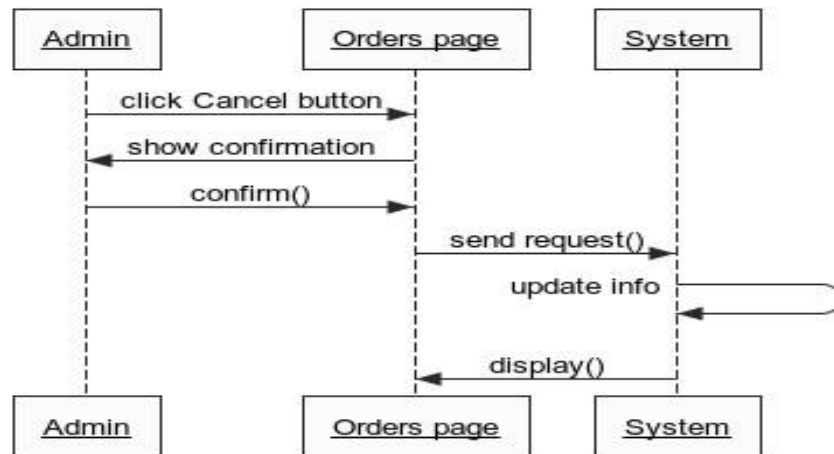 Admin
Orders page
System
click Cancel button
show confirmation
confirm()
send request()
update info
display()
Admin
Orders page
System